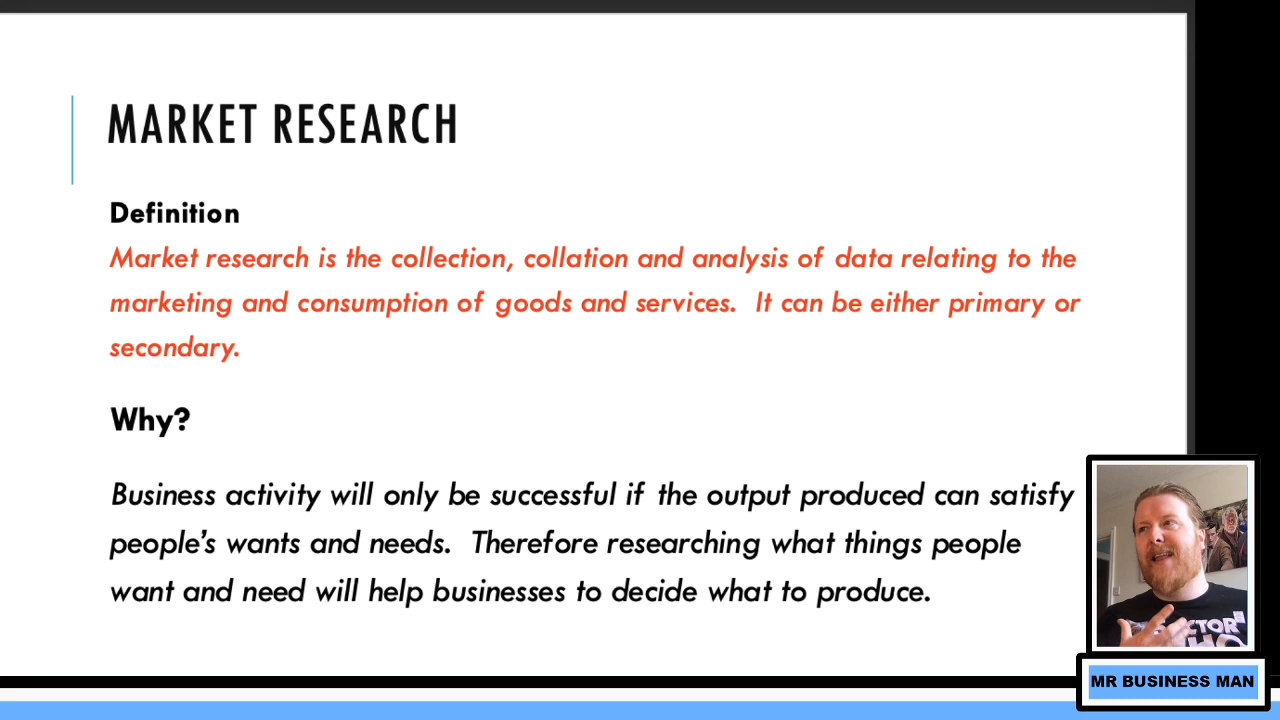 MARKET RESEARCH
Definition
Market research is the collection, collation and analysis of data relating to the
marketing and consumption of goods and services. It can be either primary or
secondary.
Why?
Business activity will only be successful if the output produced can satisfy
people’s wants and needs. Therefore researching what things people
want and need will help businesses to decide what to produce.
MR BUSINESS MAN